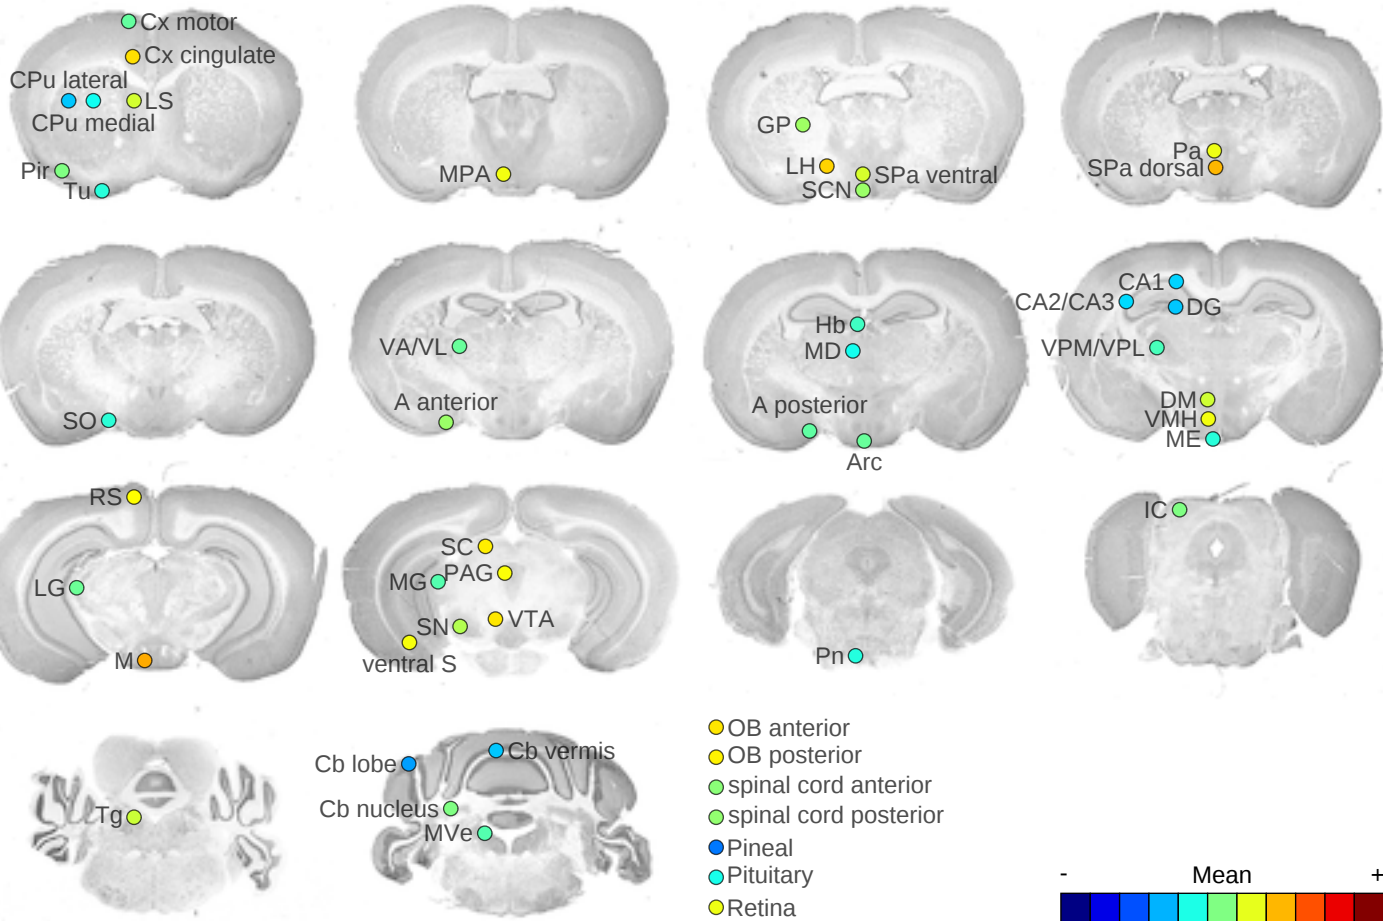 Cx motor
Cx cingulate
CPu lateral
LS
CPu medial
Pir
Tu
MPA
GP
LH
SPa ventral
SCN
Pa
SPa dorsal
SO
VA/VL
A anterior
Hb
MD
A posterior
Arc
CA1
CA2/CA3
DG
VPM/VPL
DM
VMH
ME
RS
LG
M
SC
PAG
MG
VTA
SN
ventral S
Pn
IC
Tg
Cb lobe
Cb vermis
Cb nucleus
MVe
OB anterior
OB posterior
spinal cord anterior
spinal cord posterior
Pineal
Pituitary
Retina
- Mean +